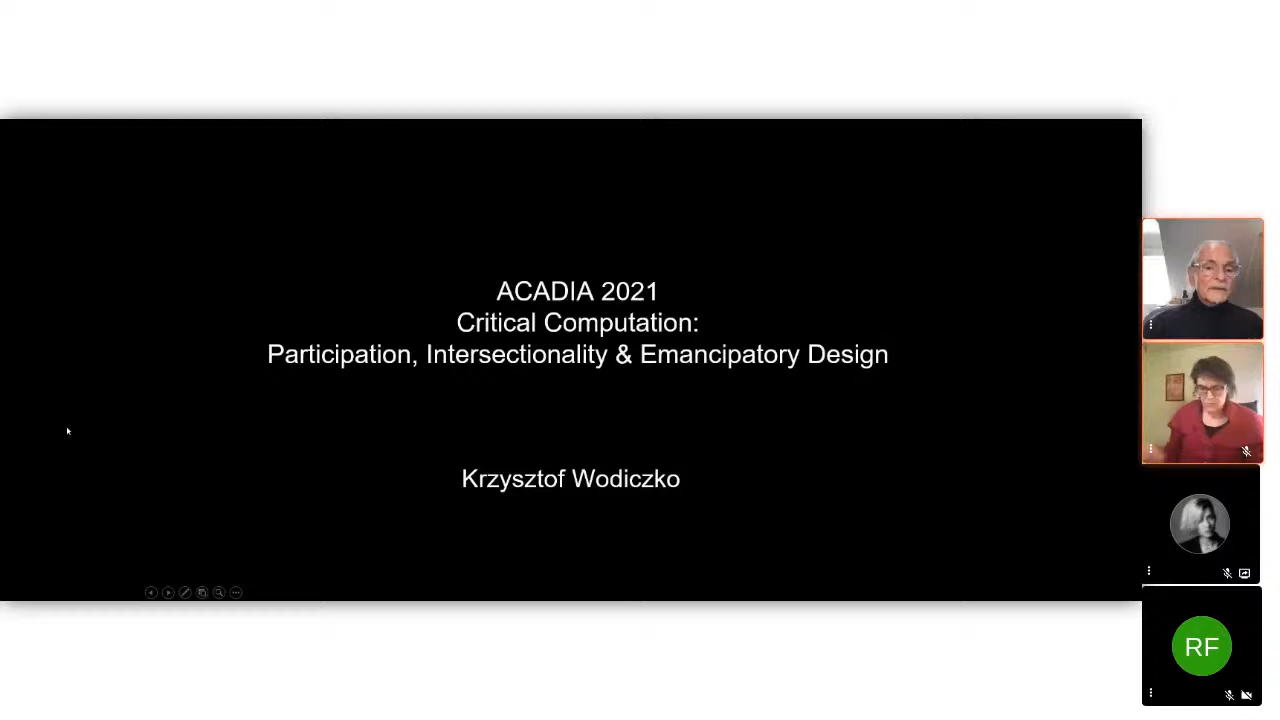 ACADIA 2021
Critical Computation:
Participation, Intersectionality & Emancipatory Design
Krzysztof Wodiczko
RF